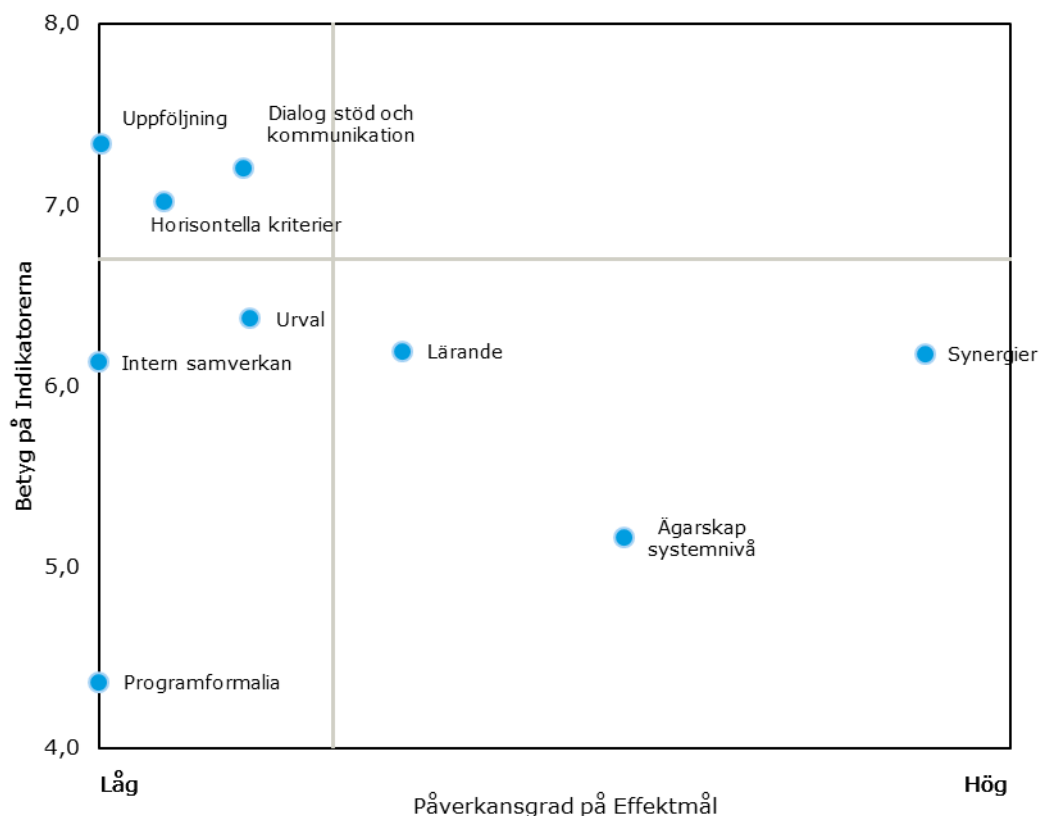 8,0
Uppföljning
Dialog stöd och
kommunikation
7,0
Horisontella kriterier
Betyg på Indikatorerna
Urval
Lärande
Synergier
Intern samverkan
6,0
Ägarskap
systemnivå
5,0
Programformalia
4,0
Låg
Hög
Påverkansgrad på Effektmål